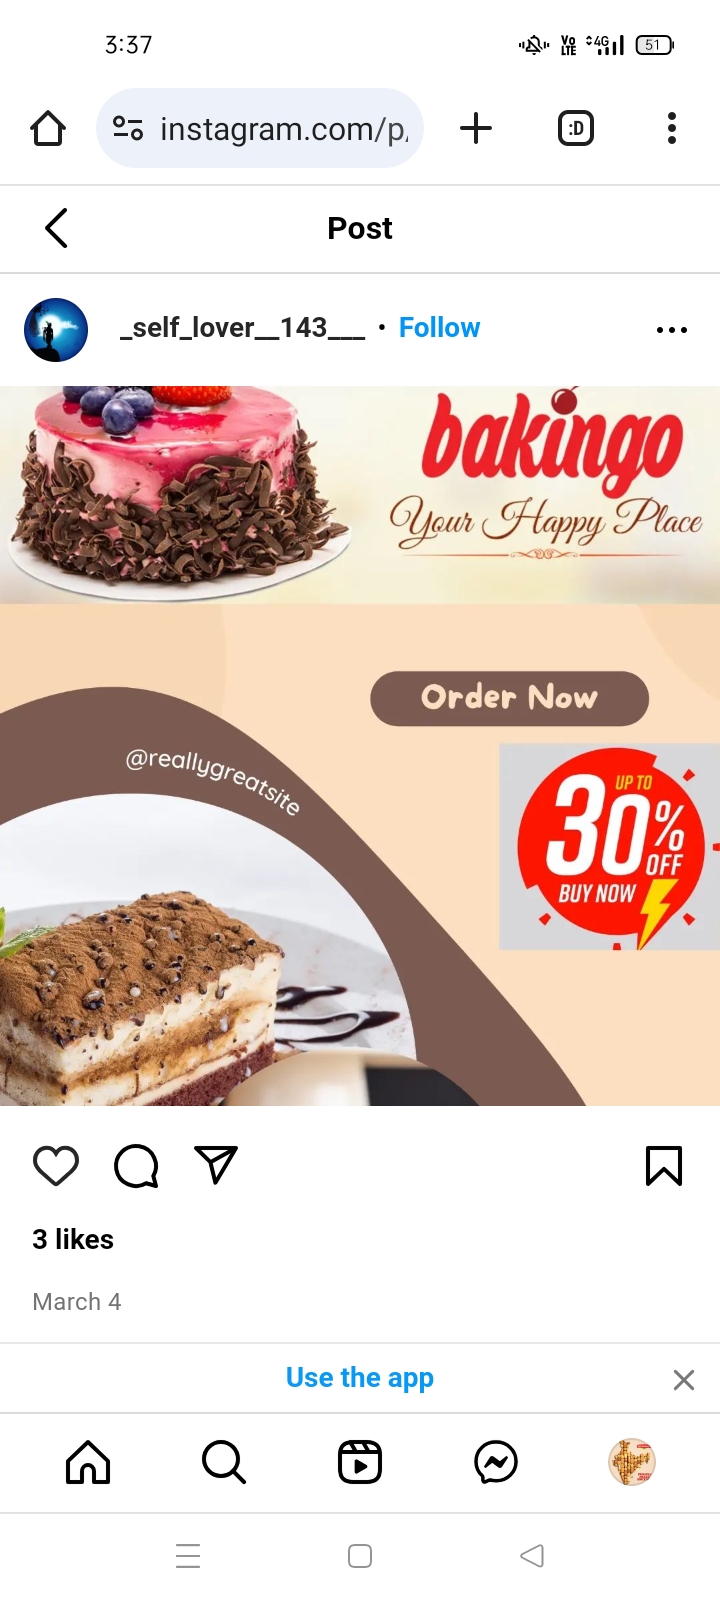 3:37
Vo LTE 4G 51
instagram.com/p/
:D
Post
_self_lover__143___ • Follow
bakingo
Your Happy Place
Order Now
@reallygreatsite
UP TO
30%
OFF
BUY NOW
3 likes
March 4
Use the app